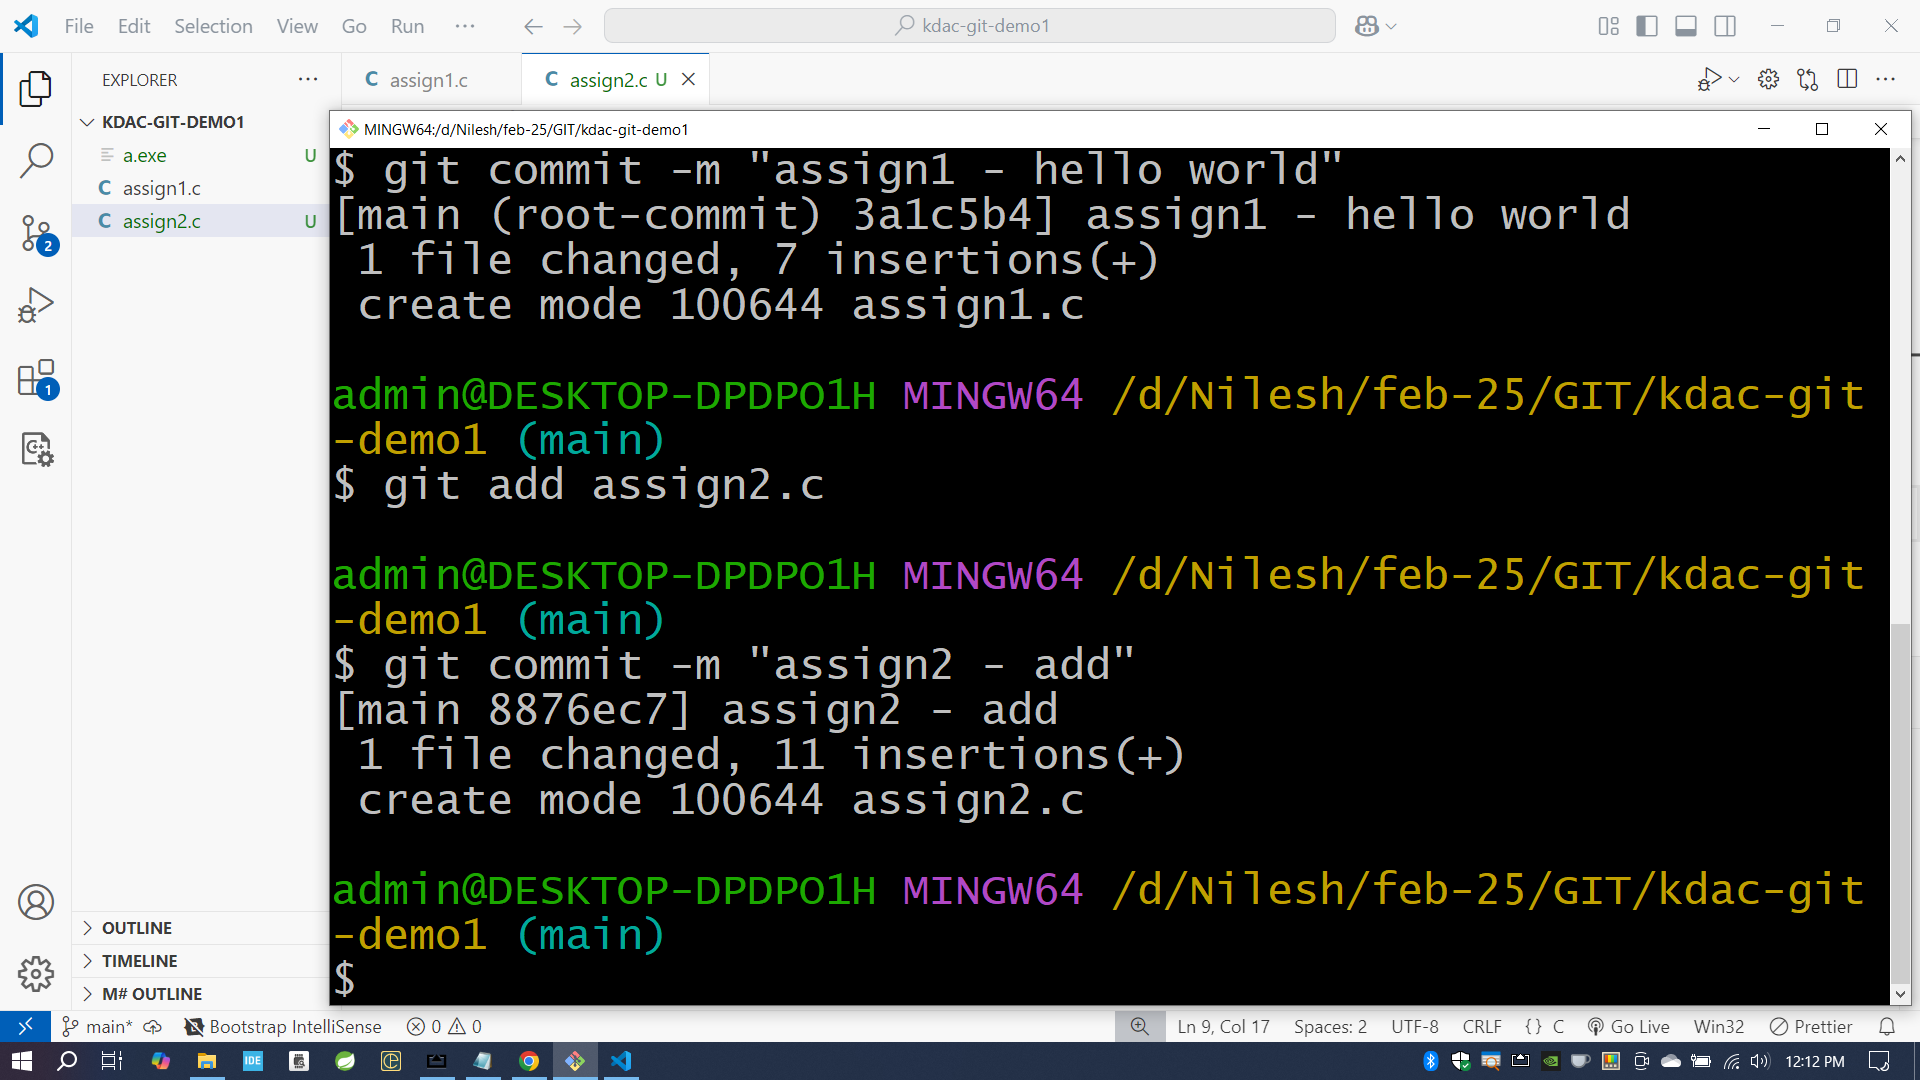 File Edit Selection View Go Run ···
kdac-git-demo1
EXPLORER ···
C assign1.c
C assign2.c U
KDAC-GIT-DEMO1
a.exe U
C assign1.c
C assign2.c U
2
1
OUTLINE
TIMELINE
M# OUTLINE
MINGW64:/d/Nilesh/feb-25/GIT/kdac-git-demo1
$ git commit -m "assign1 - hello world"
[main (root-commit) 3a1c5b4] assign1 - hello world
1 file changed, 7 insertions(+)
create mode 100644 assign1.c
admin@DESKTOP-DPDPO1H MINGW64 /d/Nilesh/feb-25/GIT/kdac-git
-demo1 (main)
$ git add assign2.c
admin@DESKTOP-DPDPO1H MINGW64 /d/Nilesh/feb-25/GIT/kdac-git
-demo1 (main)
$ git commit -m "assign2 - add"
[main 8876ec7] assign2 - add
1 file changed, 11 insertions(+)
create mode 100644 assign2.c
admin@DESKTOP-DPDPO1H MINGW64 /d/Nilesh/feb-25/GIT/kdac-git
-demo1 (main)
$
main* Bootstrap IntelliSense 0 0 Ln 9, Col 17 Spaces: 2 UTF-8 CRLF {} C Go Live Win32 Prettier
IDE 12:12 PM